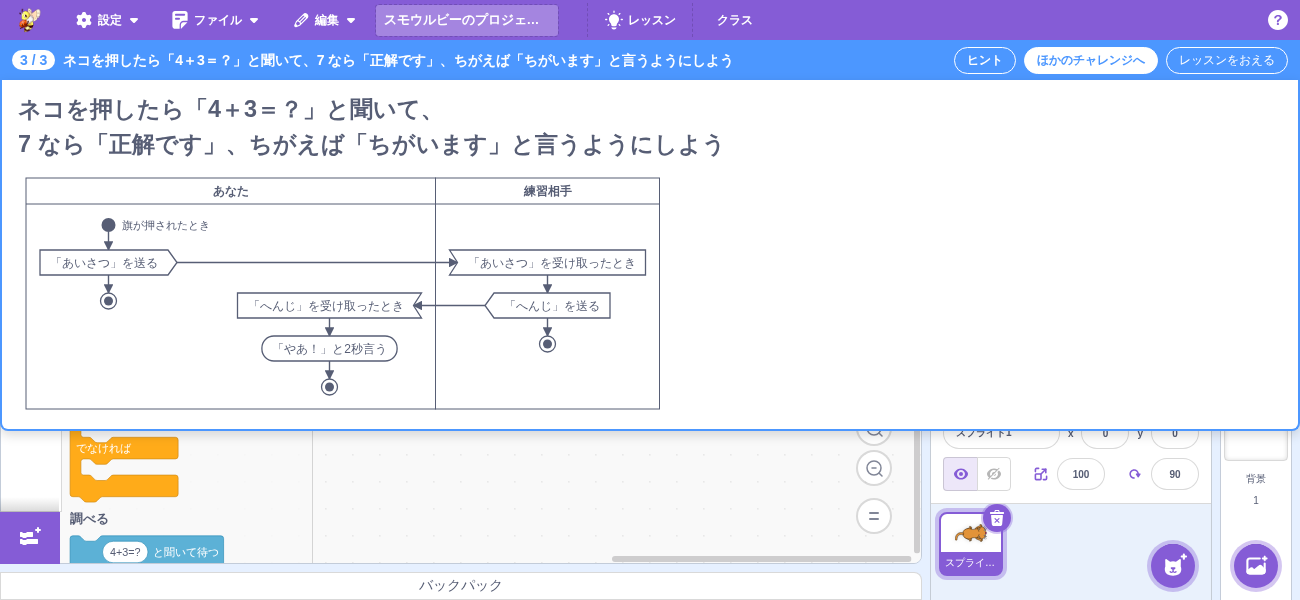 設定
ファイル
編集
スモウルビーのプロジェ…
レッスン
クラス
?
3 / 3
ネコを押したら「4＋3＝？」と聞いて、7 なら「正解です」、ちがえば「ちがいます」と言うようにしよう
ヒント
ほかのチャレンジへ
レッスンをおえる
ネコを押したら「4＋3＝？」と聞いて、
7 なら「正解です」、ちがえば「ちがいます」と言うようにしよう
あなた
練習相手
旗が押されたとき
「あいさつ」を送る
「あいさつ」を受け取ったとき
「へんじ」を受け取ったとき
「へんじ」を送る
「やあ！」と2秒言う
でなければ
スプライト1
x
0
y
0
100
90
背景
1
調べる
4+3=?
と聞いて待つ
スプライ…
バックパック